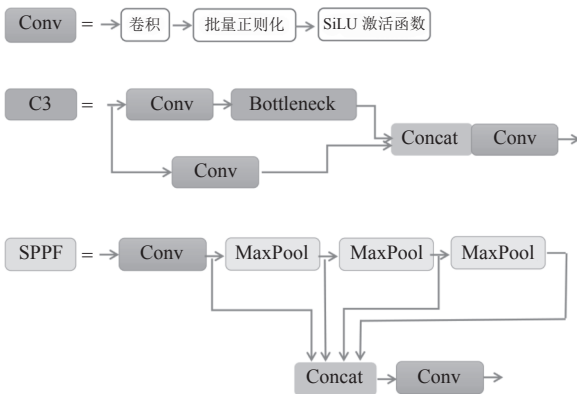 Conv = 卷积 批量正则化 SiLU 激活函数
C3 = Conv Bottleneck
Concat Conv
Conv
SPPF = Conv MaxPool MaxPool MaxPool
Concat Conv